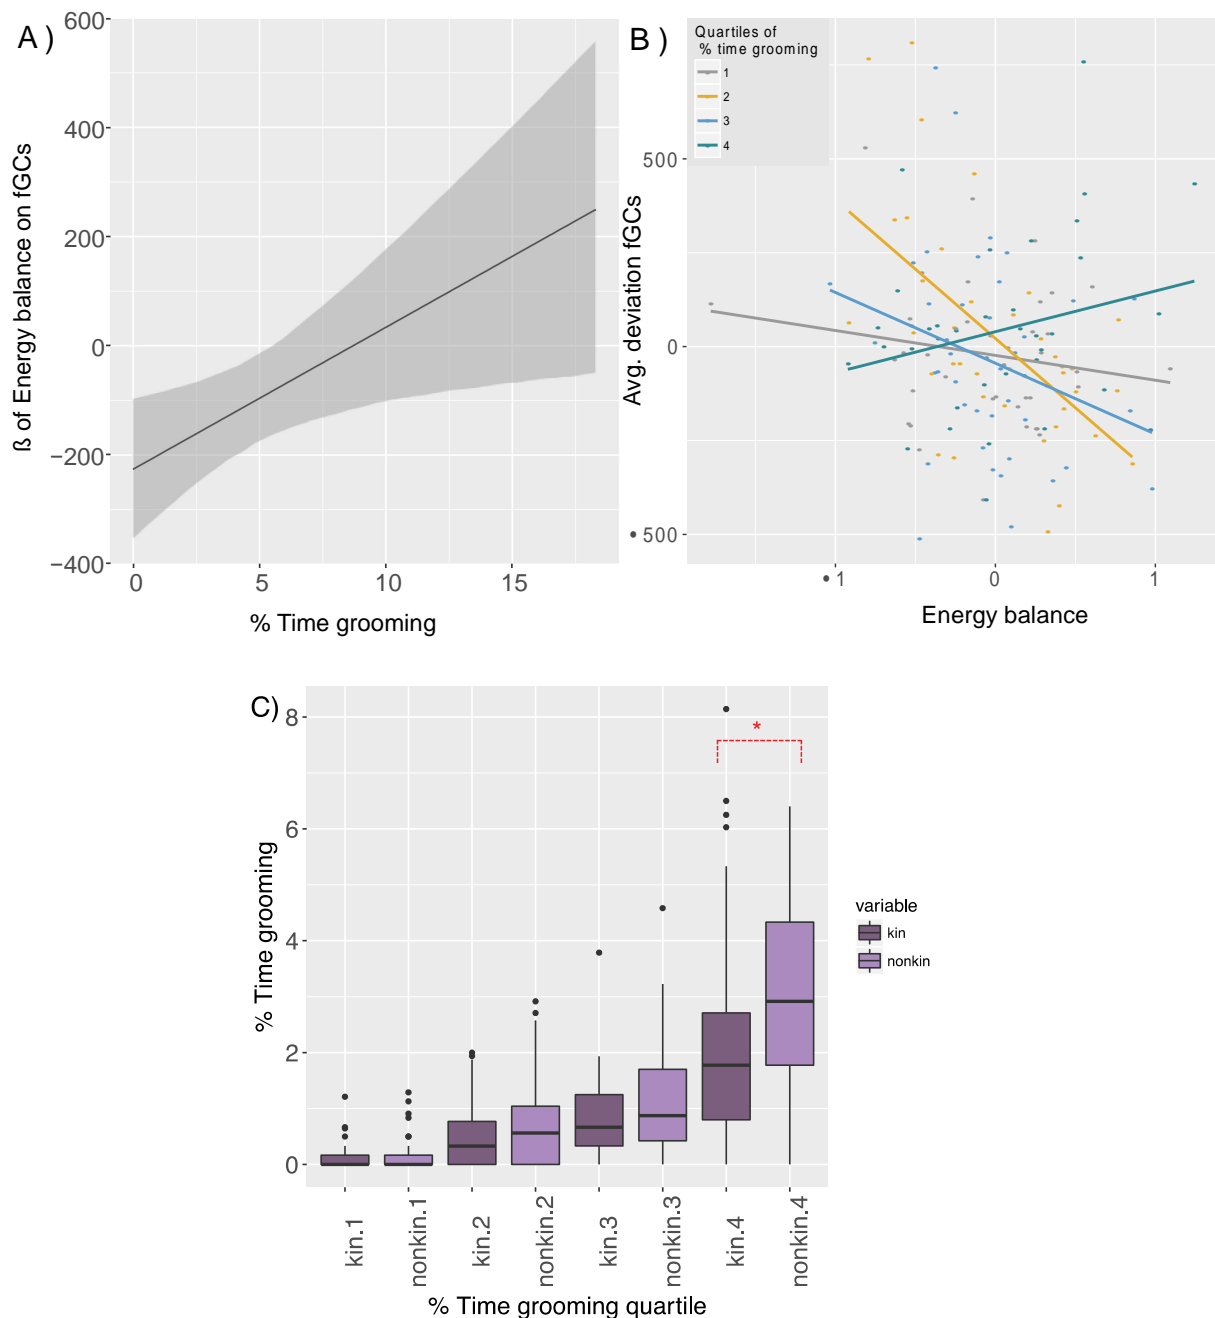 A )
600
400
200
0
−200
−400
0
5
10
15
ß of Energy balance on fGCs
% Time grooming
B )
Quartiles of
% time grooming
1
2
3
4
500
0
• 500
• 1
0
1
Avg. deviation fGCs
Energy balance
C)
8
6
4
2
0
*
% Time grooming
kin.1
nonkin.1
kin.2
nonkin.2
kin.3
nonkin.3
kin.4
nonkin.4
% Time grooming quartile
variable
kin
nonkin